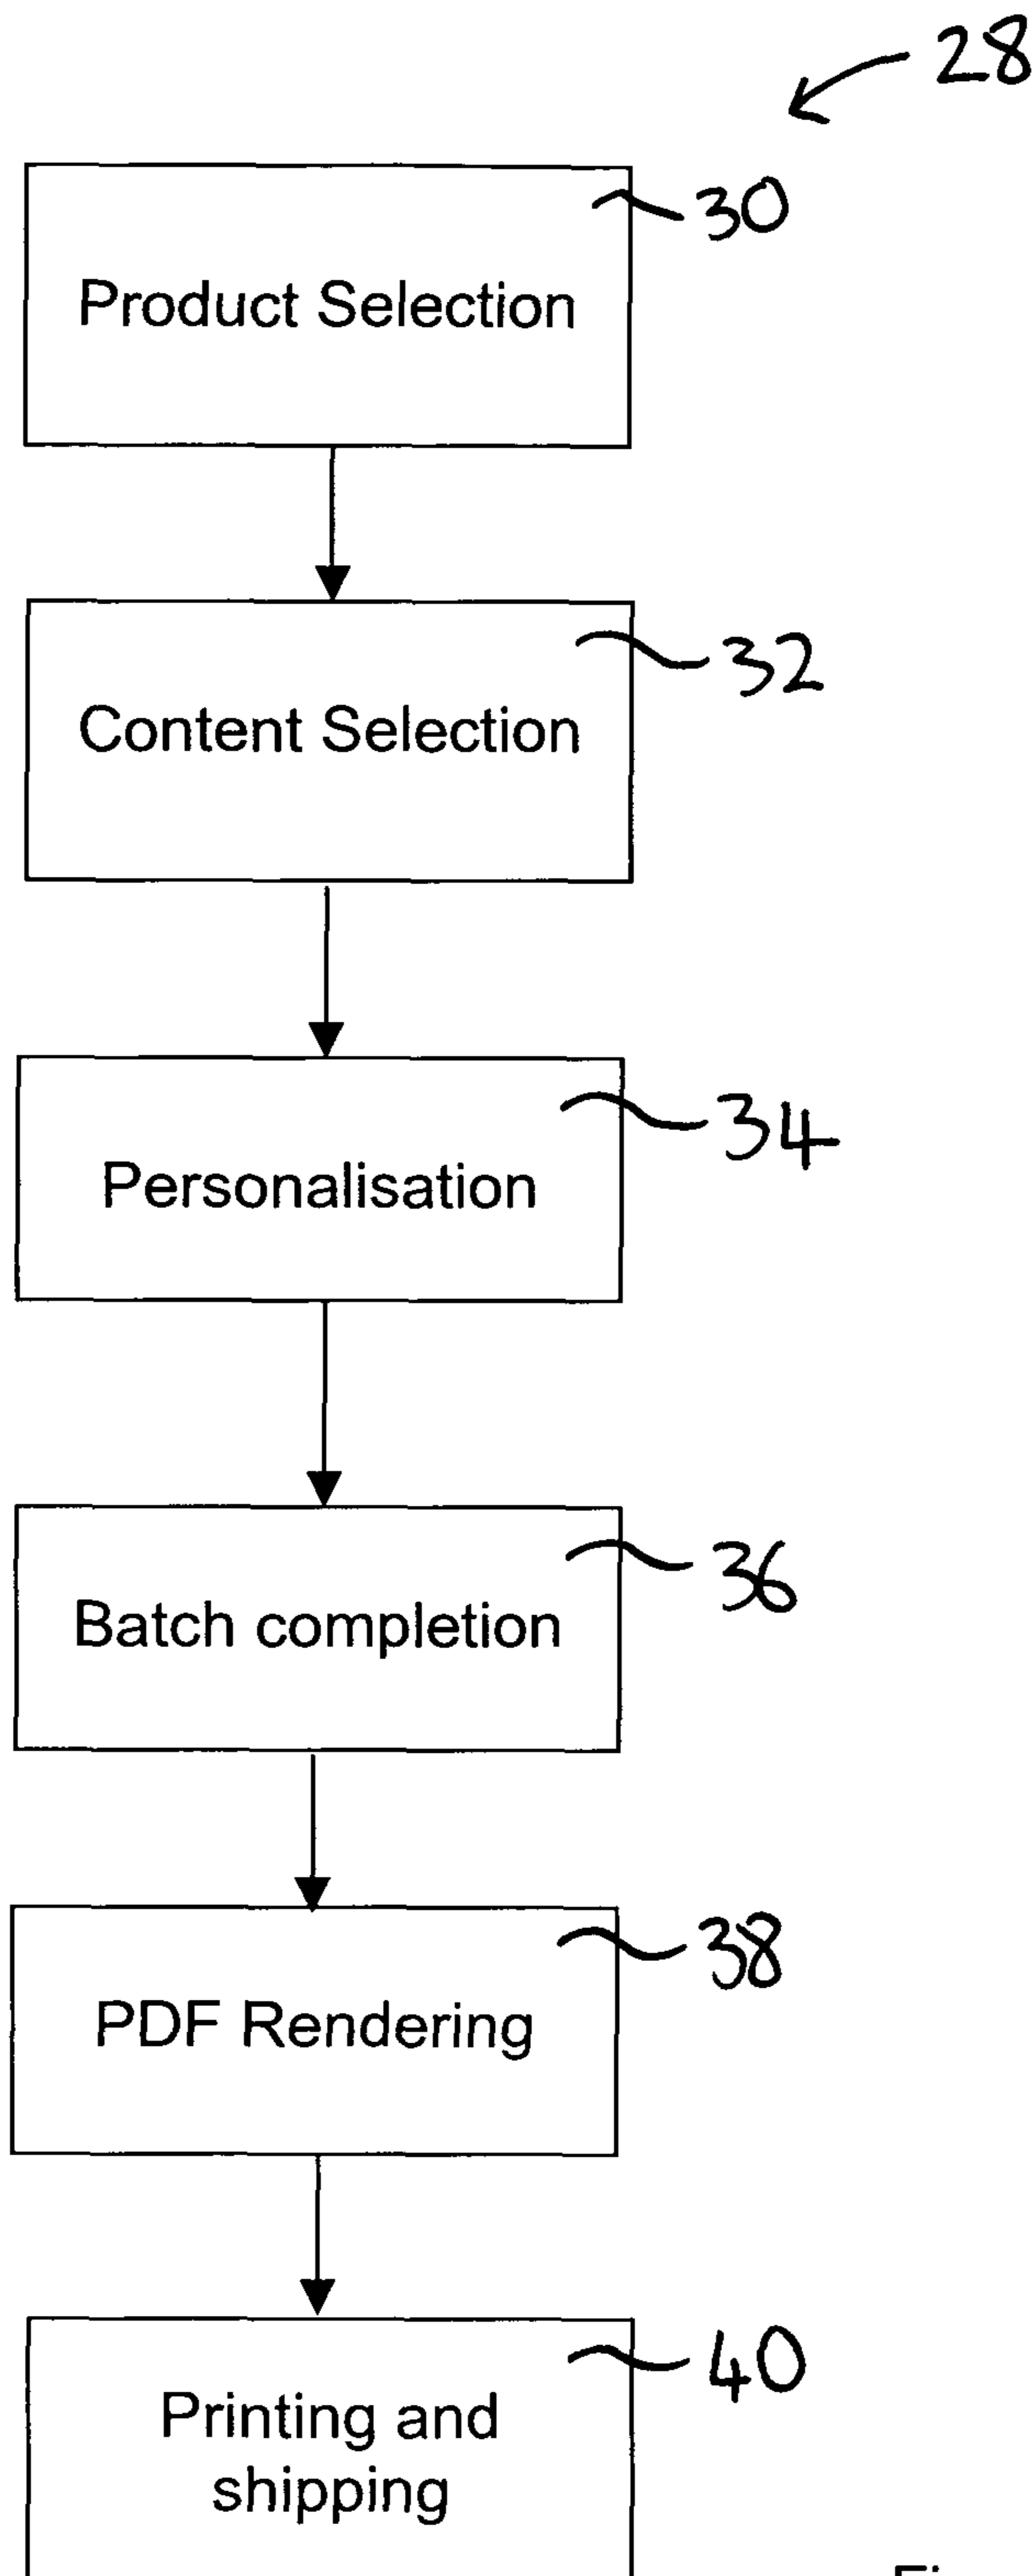 28
30
Product Selection
32
Content Selection
34
Personalisation
36
Batch completion
38
PDF Rendering
40
Printing and
shipping